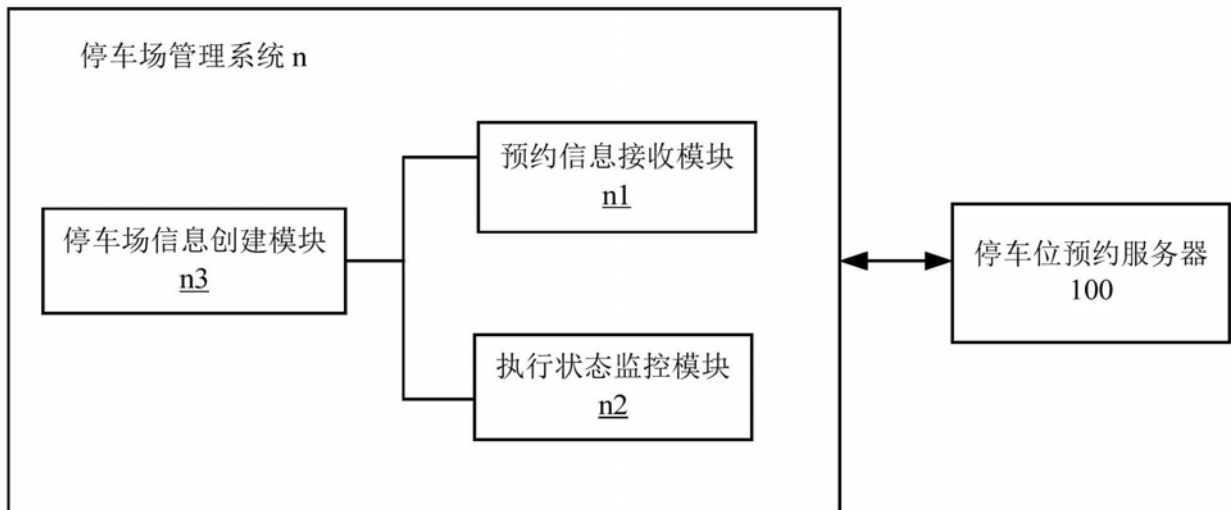 停车场管理系统 n
预约信息接收模块
n1
停车场信息创建模块
n3
停车位预约服务器
100
执行状态监控模块
n2